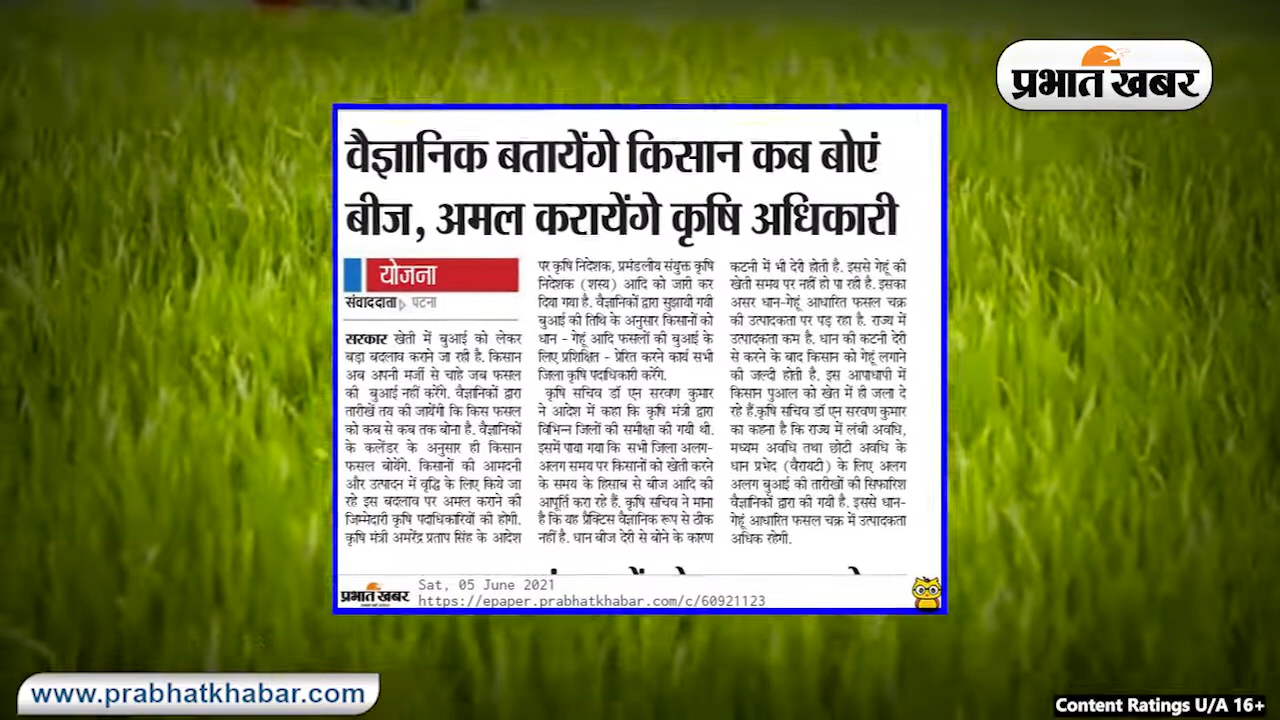 प्रभात खबर
वैज्ञानिक बतायेंगे किसान कब बोएं
बीज, अमल करायेंगे कृषि अधिकारी
योजना
संवाददाता पटना
सरकार खेती में बुआई को लेकर
बड़ा बदलाव कराने जा रही है. किसान
अब अपनी मर्जी से चाहे जब फसल
की बुआई नहीं करेंगे. वैज्ञानिकों द्वारा
तारीखें तय की जायेंगी कि किस फसल
को कब से कब तक बोना है. वैज्ञानिकों
के कलेंडर के अनुसार ही किसान
फसल बोयेंगे. किसानों की आमदनी
और उत्पादन में वृद्धि के लिए किये जा
रहे इस बदलाव पर अमल कराने की
जिम्मेदारी कृषि पदाधिकारियों की होगी.
कृषि मंत्री अमरेंद्र प्रताप सिंह के आदेश
पर कृषि निदेशक, प्रमंडलीय संयुक्त कृषि
निदेशक (शस्य) आदि को जारी कर
दिया गया है. वैज्ञानिकों द्वारा सुझायी गयी
बुआई की तिथि के अनुसार किसानों को
धान - गेहूं आदि फसलों की बुआई के
लिए प्रशिक्षित - प्रेरित करने कार्य सभी
जिला कृषि पदाधिकारी करेंगे.
कृषि सचिव डॉ एन सरवण कुमार
ने आदेश में कहा कि कृषि मंत्री द्वारा
विभिन्न जिलों की समीक्षा की गयी थी.
इसमें पाया गया कि सभी जिला अलग-
अलग समय पर किसानों को खेती करने
के समय के हिसाब से बीज आदि की
आपूर्ति करा रहे हैं. कृषि सचिव ने माना
है कि यह प्रैक्टिस वैज्ञानिक रूप से ठीक
नहीं है. धान बीज देरी से बोने के कारण
कटनी में भी देरी होती है. इससे गेहूं की
खेती समय पर नहीं हो पा रही है. इसका
असर धान-गेहूं आधारित फसल चक्र
की उत्पादकता पर पड़ रहा है. राज्य में
उत्पादकता कम है. धान की कटनी देरी
से करने के बाद किसान को गेहूं लगाने
की जल्दी होती है. इस आपाधापी में
किसान पुआल को खेत में ही जला दे
रहे हैं.कृषि सचिव डॉ एन सरवण कुमार
का कहना है कि राज्य में लंबी अवधि,
मध्यम अवधि तथा छोटी अवधि के
धान प्रभेद (वैरायटी) के लिए अलग
अलग बुआई की तारीखों की सिफारिश
वैज्ञानिकों द्वारा की गयी है. इससे धान-
गेहूं आधारित फसल चक्र में उत्पादकता
अधिक रहेगी.
प्रभात खबर
Sat, 05 June 2021
https://epaper.prabhatkhabar.com/c/60921123
www.prabhatkhabar.com
Content Ratings U/A 16+